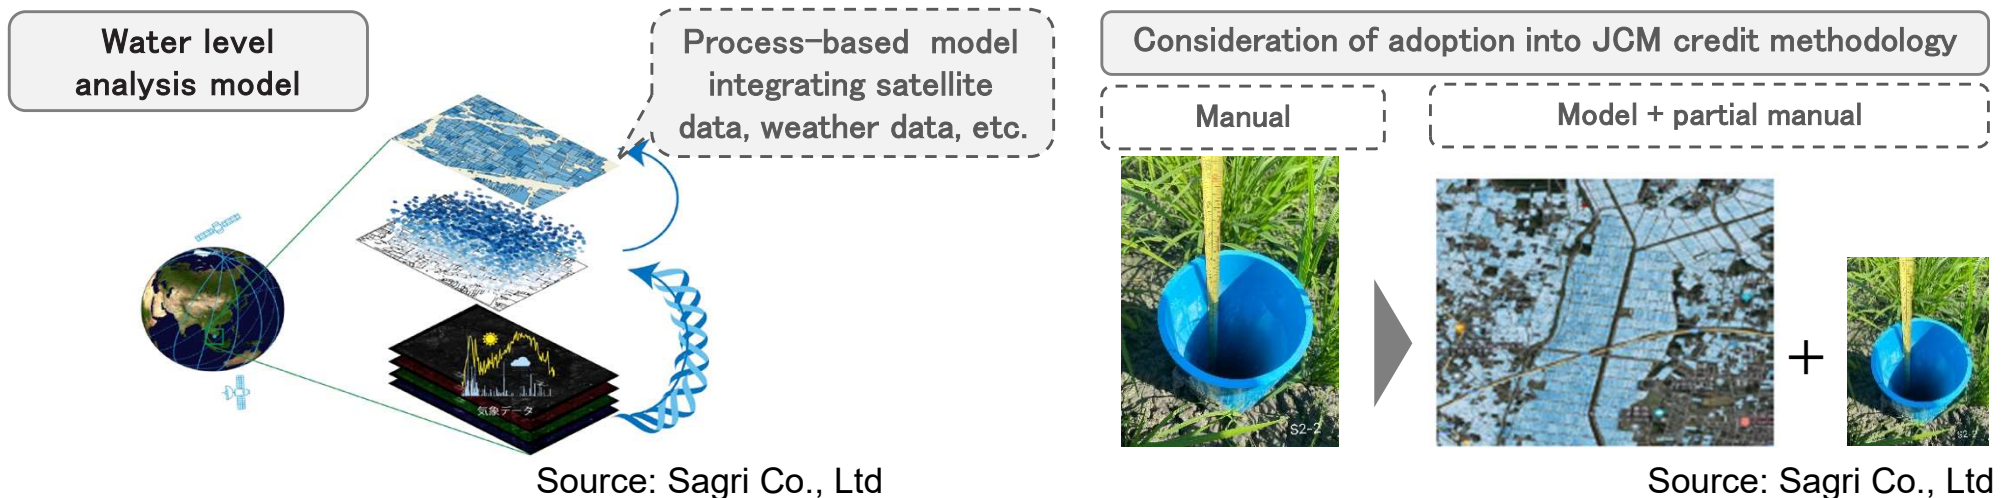 Water level
analysis model
Process-based model
integrating satellite
data, weather data, etc.
気象データ
Source: Sagri Co., Ltd
Consideration of adoption into JCM credit methodology
Manual
Model + partial manual
S2-2
+
S2-2
Source: Sagri Co., Ltd